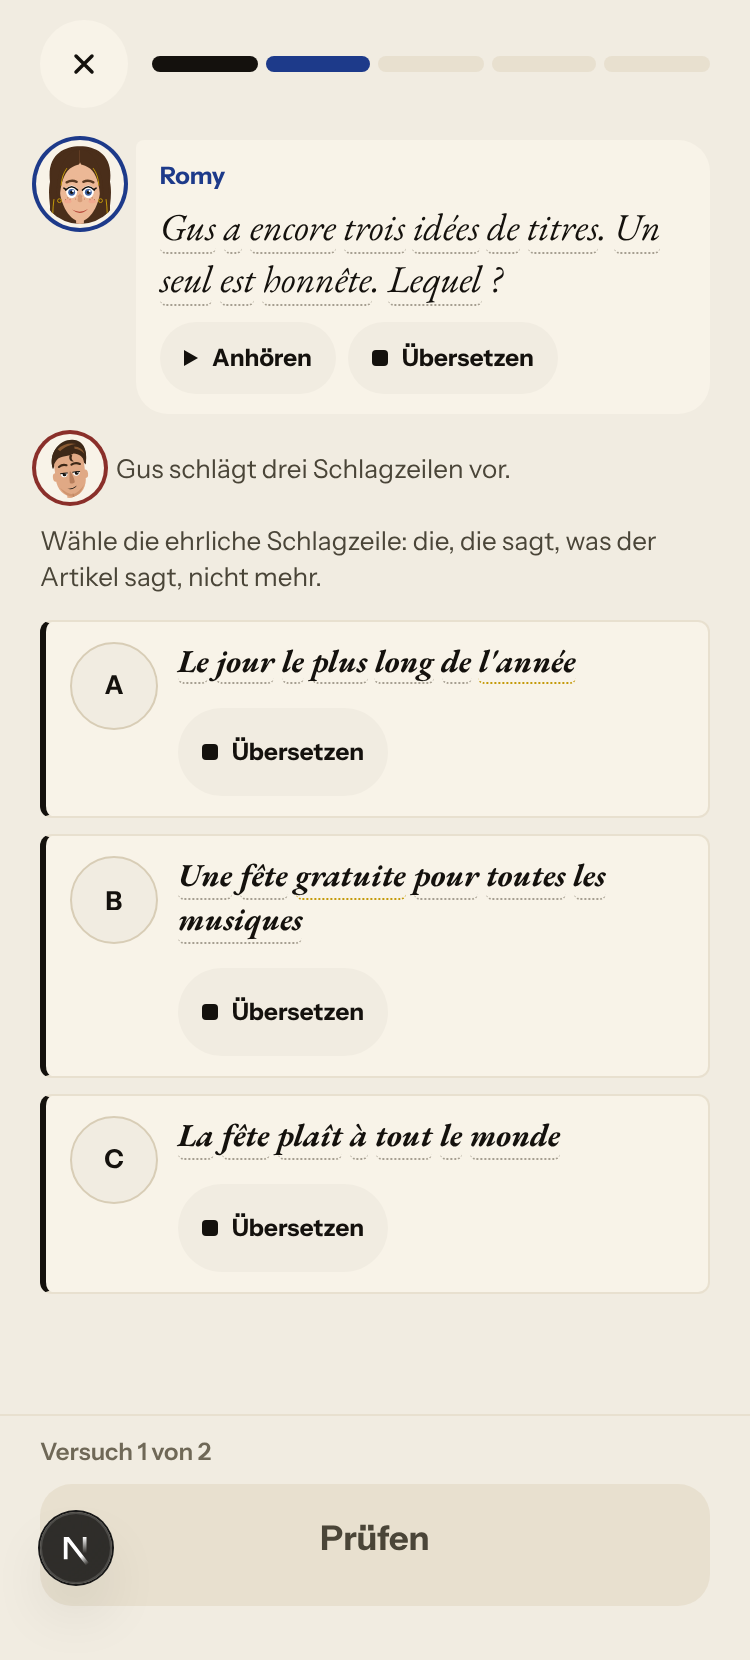 Romy
Gus a encore trois idées de titres. Un
seul est honnête. Lequel ?
Anhören
Übersetzen
Gus schlägt drei Schlagzeilen vor.
Wähle die ehrliche Schlagzeile: die, die sagt, was der
Artikel sagt, nicht mehr.
A
Le jour le plus long de l'année
Übersetzen
B
Une fête gratuite pour toutes les
musiques
Übersetzen
C
La fête plaît à tout le monde
Übersetzen
Versuch 1 von 2
Prüfen
N